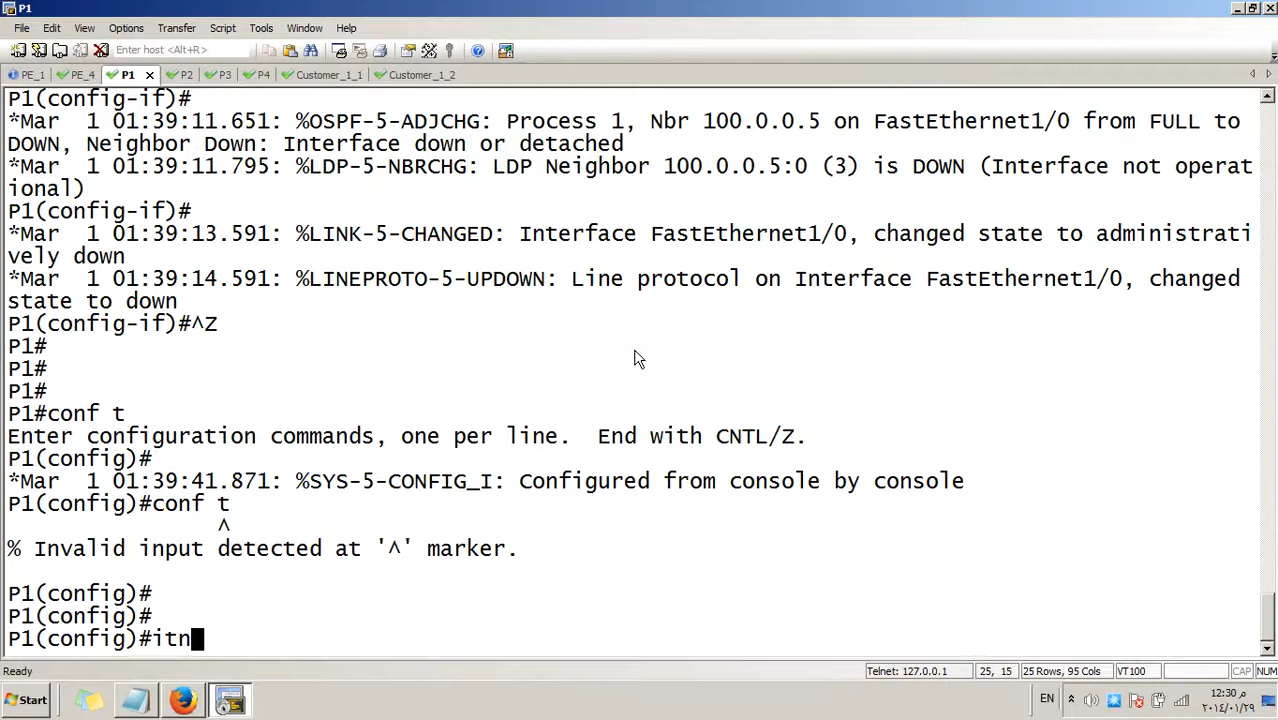 P1
File Edit View Options Transfer Script Tools Window Help
Enter host <Alt+R>
PE_1 PE_4 P1 P2 P3 P4 Customer_1_1 Customer_1_2
P1(config-if)#
*Mar  1 01:39:11.651: %OSPF-5-ADJCHG: Process 1, Nbr 100.0.0.5 on FastEthernet1/0 from FULL to
DOWN, Neighbor Down: Interface down or detached
*Mar  1 01:39:11.795: %LDP-5-NBRCHG: LDP Neighbor 100.0.0.5:0 (3) is DOWN (Interface not operat
ional)
P1(config-if)#
*Mar  1 01:39:13.591: %LINK-5-CHANGED: Interface FastEthernet1/0, changed state to administrati
vely down
*Mar  1 01:39:14.591: %LINEPROTO-5-UPDOWN: Line protocol on Interface FastEthernet1/0, changed
state to down
P1(config-if)#^Z
P1#
P1#
P1#
P1#conf t
Enter configuration commands, one per line.  End with CNTL/Z.
P1(config)#
*Mar  1 01:39:41.871: %SYS-5-CONFIG_I: Configured from console by console
P1(config)#conf t
^
% Invalid input detected at '^' marker.
P1(config)#
P1(config)#
P1(config)#itn
Ready Telnet: 127.0.0.1 25, 15 25 Rows, 95 Cols VT100 CAP NUM
Start EN 12:30 م
٢٠١٤/٠١/٢٩